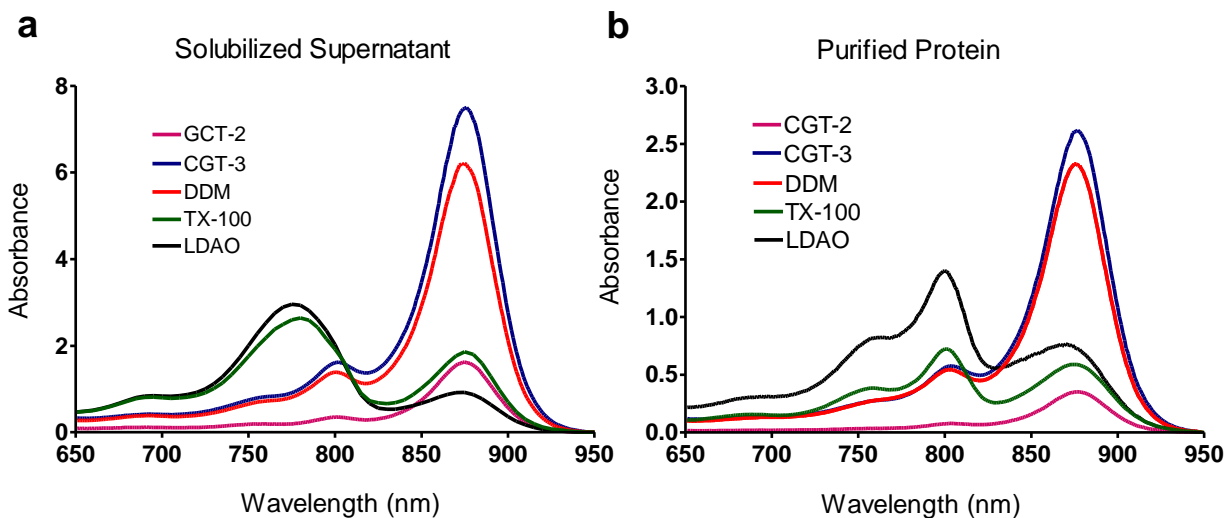 a
Solubilized Supernatant
8
6
4
2
0
Absorbance
GCT-2
CGT-3
DDM
TX-100
LDAO
650 700 750 800 850 900 950
Wavelength (nm)
b
Purified Protein
3.0
2.5
2.0
1.5
1.0
0.5
0.0
Absorbance
CGT-2
CGT-3
DDM
TX-100
LDAO
650 700 750 800 850 900 950
Wavelength (nm)